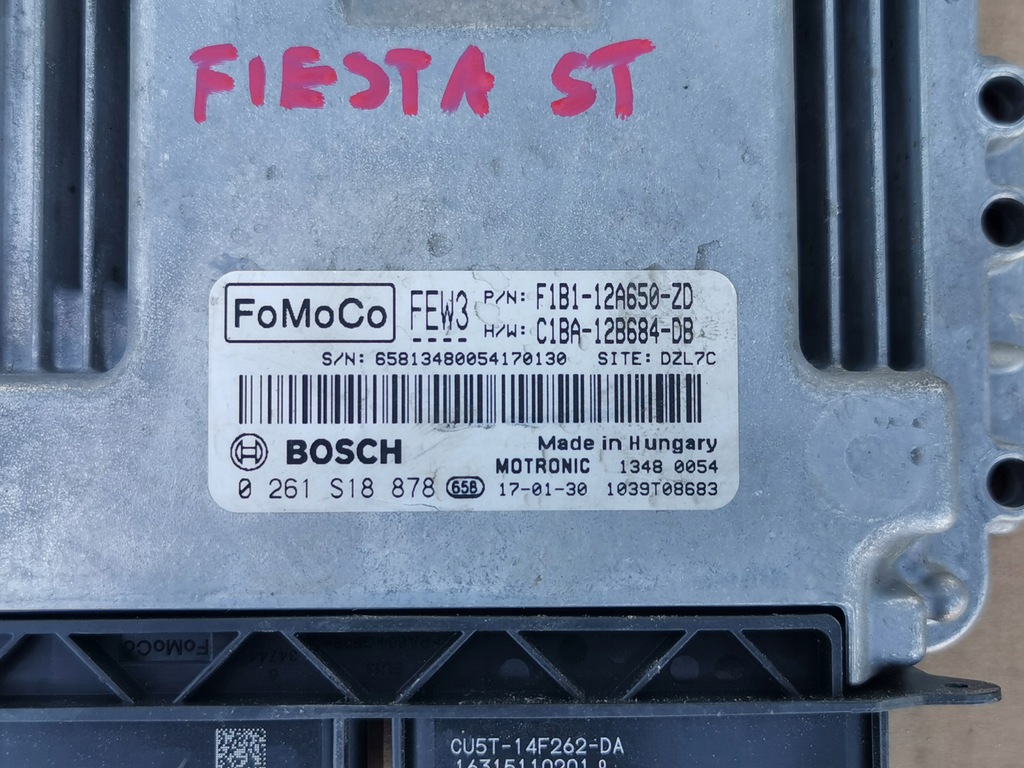 FIESTA ST
FoMoCo FEW3 P/N: F1B1-12A650-ZD
H/W: C1BA-12B684-DB
S/N: 65813480054170130 SITE: DZL7C
BOSCH Made in Hungary
MOTRONIC 1348 0054
0 261 S18 878 65B 17-01-30 1039T08683
FoMoCo
CU5T-14F262-DA